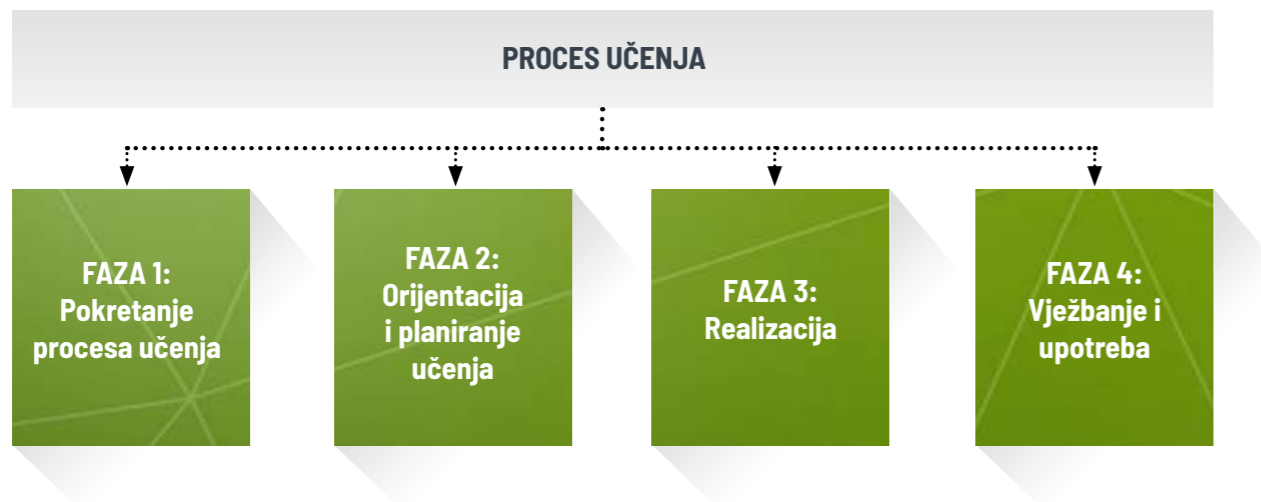 PROCES UČENJA
FAZA 1:
Pokretanje
procesa učenja
FAZA 2:
Orijentacija
i planiranje
učenja
FAZA 3:
Realizacija
FAZA 4:
Vježbanje i
upotreba